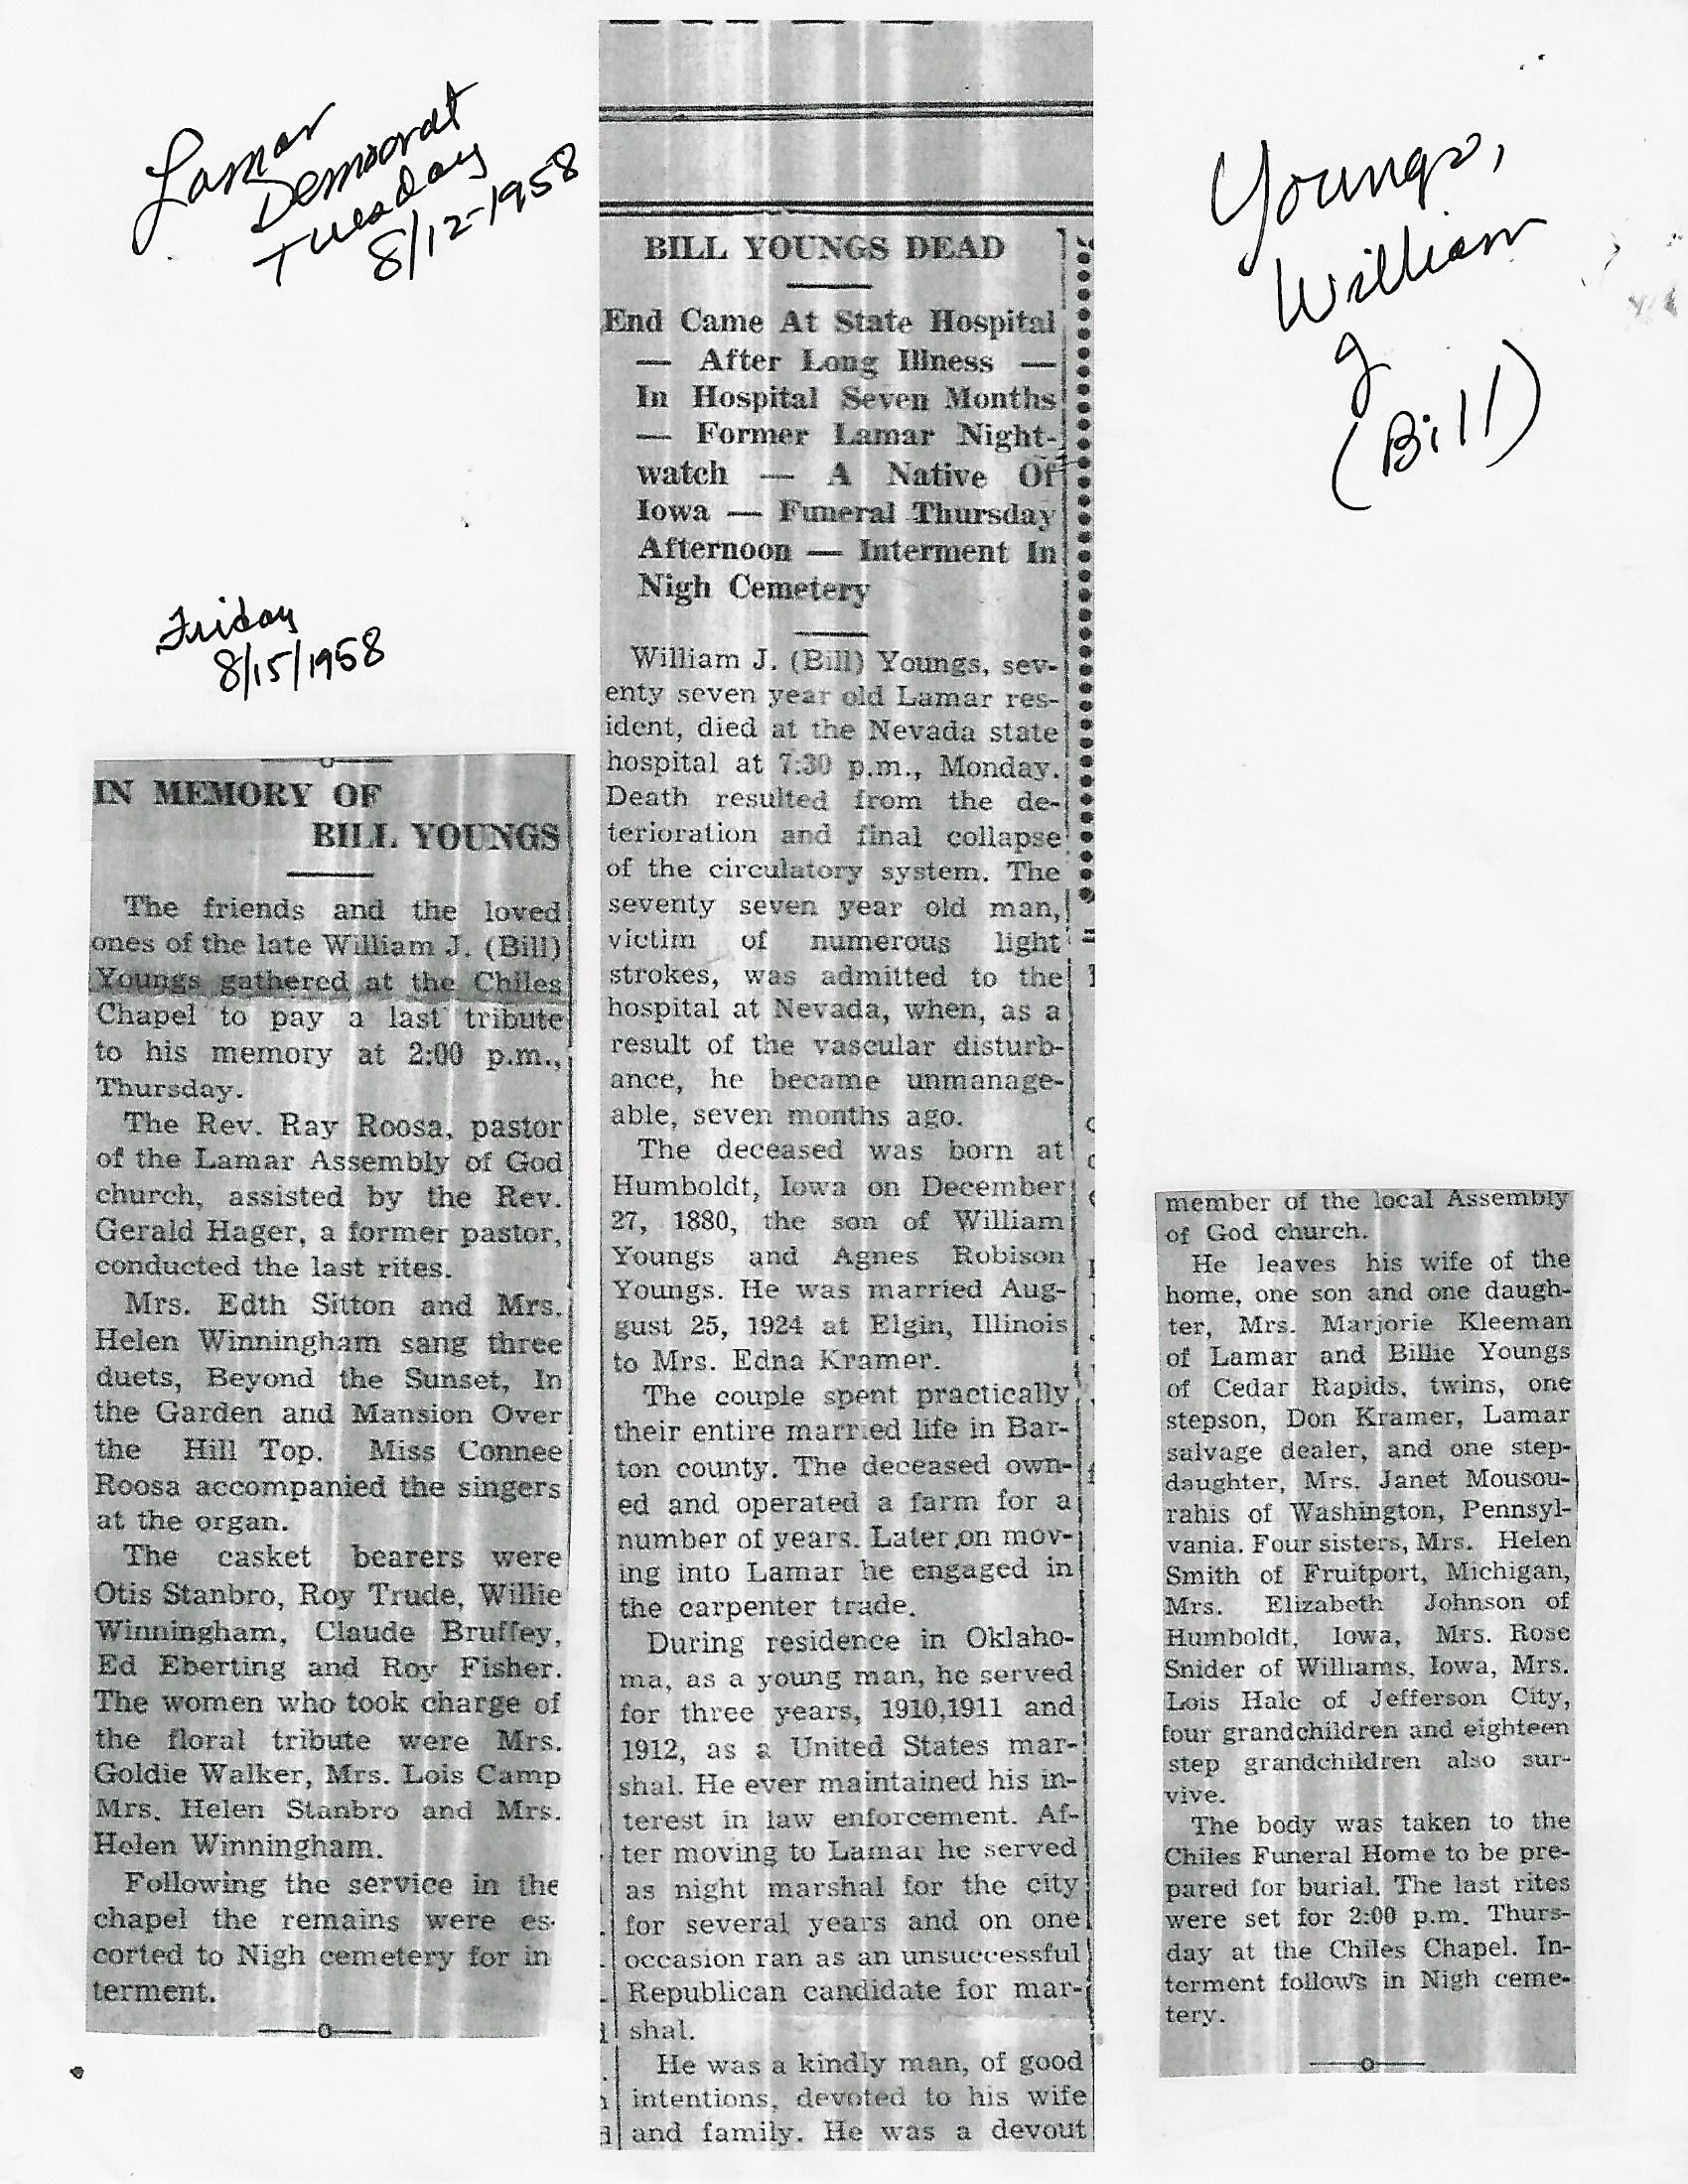 Lamar
Democrat
Tuesday
8/12-1958
Youngs,
William
J
(Bill)
BILL YOUNGS DEAD
End Came At State Hospital
— After Long Illness —
In Hospital Seven Months
— Former Lamar Night-
watch — A Native Of
Iowa — Funeral Thursday
Afternoon — Interment In
Nigh Cemetery
William J. (Bill) Youngs, sev-
enty seven year old Lamar res-
ident, died at the Nevada state
hospital at 7:30 p.m., Monday.
Death resulted from the de-
terioration and final collapse
of the circulatory system. The
seventy seven year old man,
victim of numerous light
strokes, was admitted to the
hospital at Nevada, when, as a
result of the vascular disturb-
ance, he became unmanage-
able, seven months ago.
The deceased was born at
Humboldt, Iowa on December
27, 1880, the son of William
Youngs and Agnes Robison
Youngs. He was married Aug-
gust 25, 1924 at Elgin, Illinois
to Mrs. Edna Kramer.
The couple spent practically
their entire married life in Bar-
ton county. The deceased own-
ed and operated a farm for a
number of years. Later on mov-
ing into Lamar he engaged in
the carpenter trade.
During residence in Oklaho-
ma, as a young man, he served
for three years, 1910,1911 and
1912, as a United States mar-
shal. He ever maintained his in-
terest in law enforcement. Af-
ter moving to Lamar he served
as night marshal for the city
for several years and on one
occasion ran as an unsuccessful
Republican candidate for mar-
shal.
He was a kindly man, of good
intentions, devoted to his wife
and family. He was a devout
member of the local Assembly
of God church.
He leaves his wife of the
home, one son and one daugh-
ter, Mrs. Marjorie Kleeman
of Lamar and Billie Youngs
of Cedar Rapids, twins, one
stepson, Don Kramer, Lamar
salvage dealer, and one step-
daughter, Mrs. Janet Mousou-
rahis of Washington, Pennsyl-
vania. Four sisters, Mrs. Helen
Smith of Fruitport, Michigan,
Mrs. Elizabeth Johnson of
Humboldt, Iowa, Mrs. Rose
Snider of Williams, Iowa, Mrs.
Lois Hale of Jefferson City,
four grandchildren and eighteen
step grandchildren also sur-
vive.
The body was taken to the
Chiles Funeral Home to be pre-
pared for burial. The last rites
were set for 2:00 p.m. Thurs-
day at the Chiles Chapel. In-
terment follows in Nigh ceme-
tery.
Friday
8/15/1958
IN MEMORY OF
BILL YOUNGS
The friends and the loved
ones of the late William J. (Bill)
Youngs gathered at the Chiles
Chapel to pay a last tribute
to his memory at 2:00 p.m.,
Thursday.
The Rev. Ray Roosa, pastor
of the Lamar Assembly of God
church, assisted by the Rev.
Gerald Hager, a former pastor,
conducted the last rites.
Mrs. Edth Sitton and Mrs.
Helen Winningham sang three
duets, Beyond the Sunset, In
the Garden and Mansion Over
the Hill Top. Miss Connee
Roosa accompanied the singers
at the organ.
The casket bearers were
Otis Stanbro, Roy Trude, Willie
Winningham, Claude Bruffey,
Ed Eberting and Roy Fisher.
The women who took charge of
the floral tribute were Mrs.
Goldie Walker, Mrs. Lois Camp
Mrs. Helen Stanbro and Mrs.
Helen Winningham.
Following the service in the
chapel the remains were es-
corted to Nigh cemetery for in
terment.